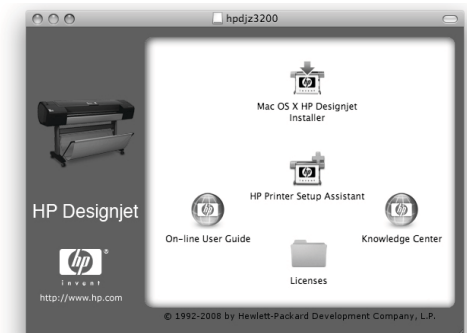 hpdjz3200
Mac OS X HP Designjet
Installer
HP Printer Setup Assistant
HP Designjet
On-line User Guide
Knowledge Center
hp
invent
Licenses
http://www.hp.com
© 1992-2008 by Hewlett-Packard Development Company, L.P.